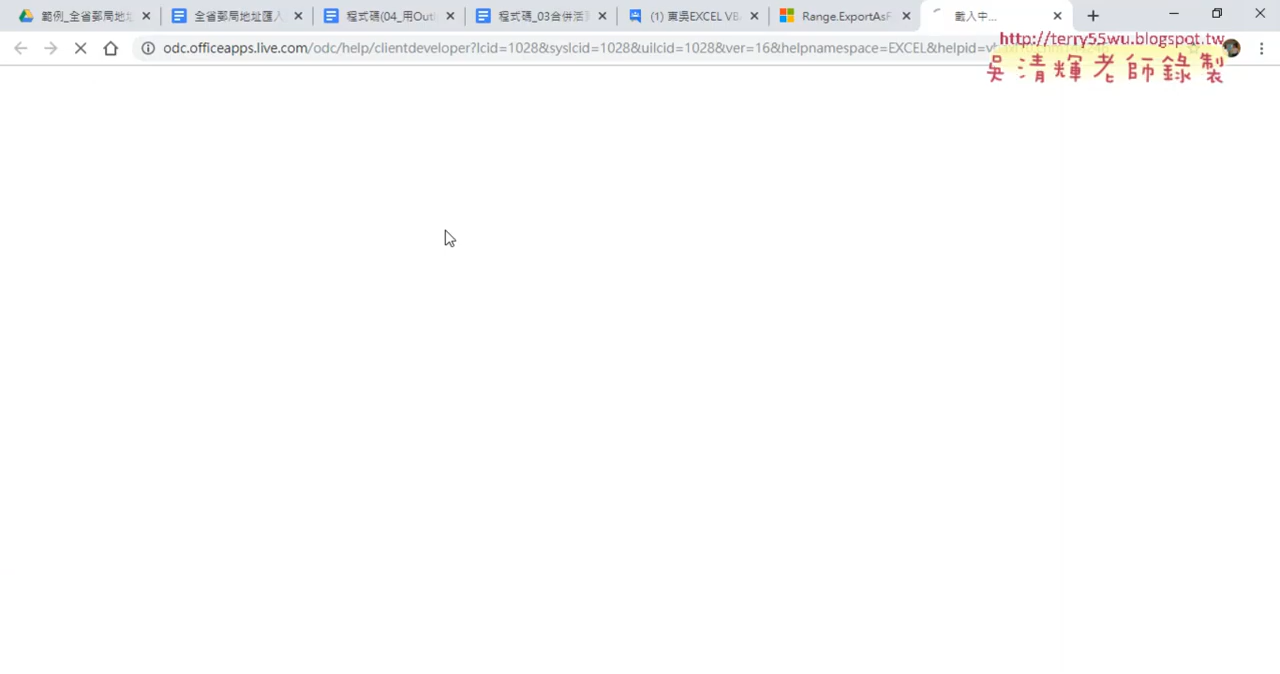 範例_全省郵局地址
全省郵局地址匯入
程式碼(04_用Out
程式碼_03合併活
(1) 東吳EXCEL VB
Range.ExportAsF
載入中...
odc.officeapps.live.com/odc/help/clientdeveloper?lcid=1028&syslcid=1028&uilcid=1028&ver=16&helpnamespace=EXCEL&helpid=v
http://terry55wu.blogspot.tw
吳清輝老師錄製